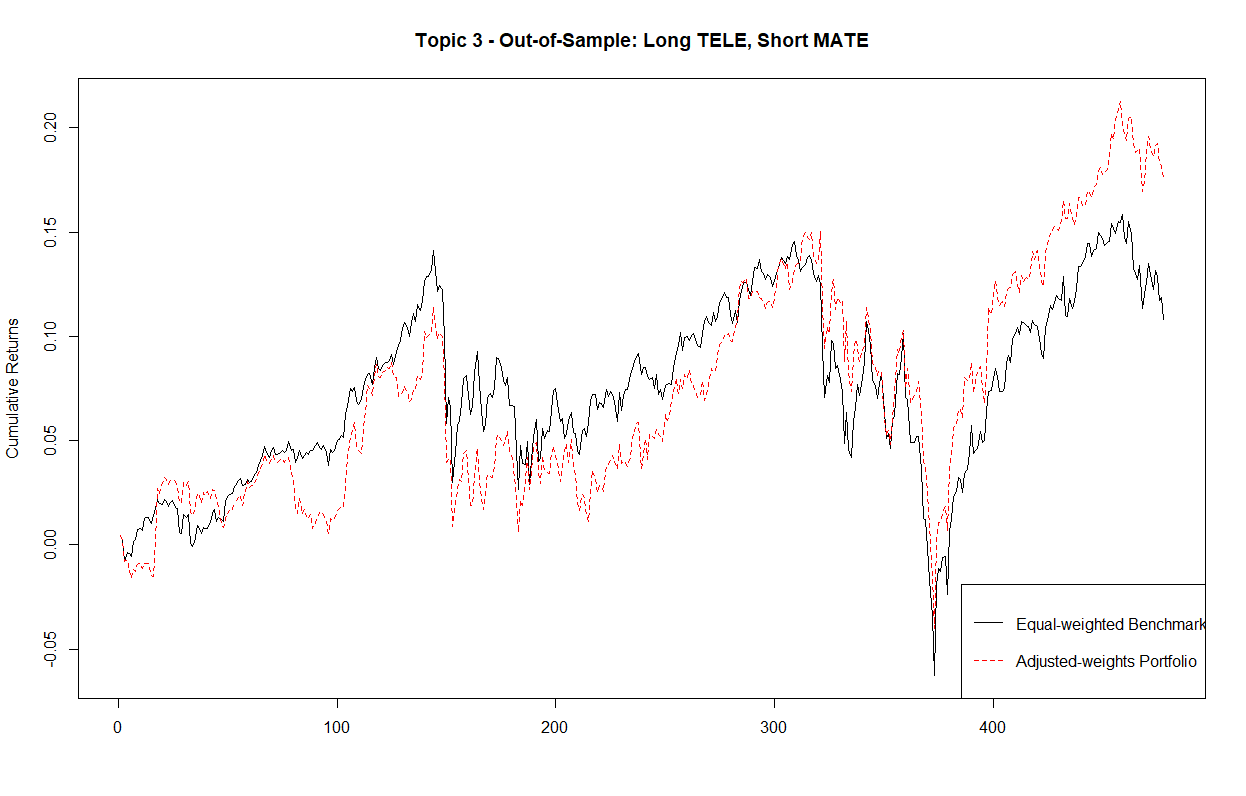 Topic 3 - Out-of-Sample: Long TELE, Short MATE
Cumulative Returns
0.20
0.15
0.10
0.05
0.00
-0.05
0 100 200 300 400
Equal-weighted Benchmark
Adjusted-weights Portfolio